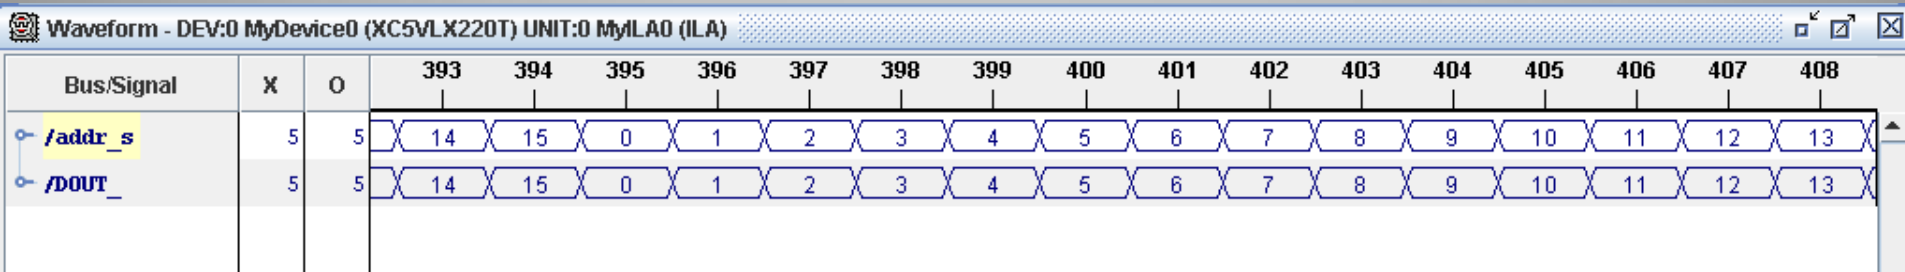 Waveform - DEV:0 MyDevice0 (XC5VLX220T) UNIT:0 MyILA0 (ILA)
Bus/Signal X O 393 394 395 396 397 398 399 400 401 402 403 404 405 406 407 408
/addr_s 5 5 14 15 0 1 2 3 4 5 6 7 8 9 10 11 12 13
/DOUT_ 5 5 14 15 0 1 2 3 4 5 6 7 8 9 10 11 12 13